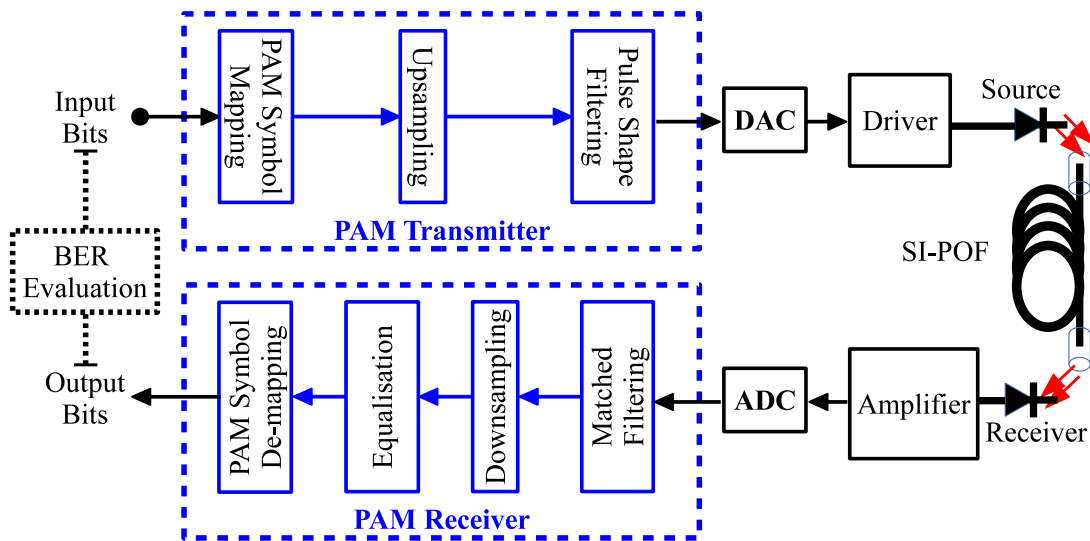 Input
Bits
PAM Symbol
Mapping
Upsampling
Pulse Shape
Filtering
PAM Transmitter
DAC
Driver
Source
SI-POF
BER
Evaluation
Output
Bits
PAM Symbol
De-mapping
Equalisation
Downsampling
Matched
Filtering
PAM Receiver
ADC
Amplifier
Receiver